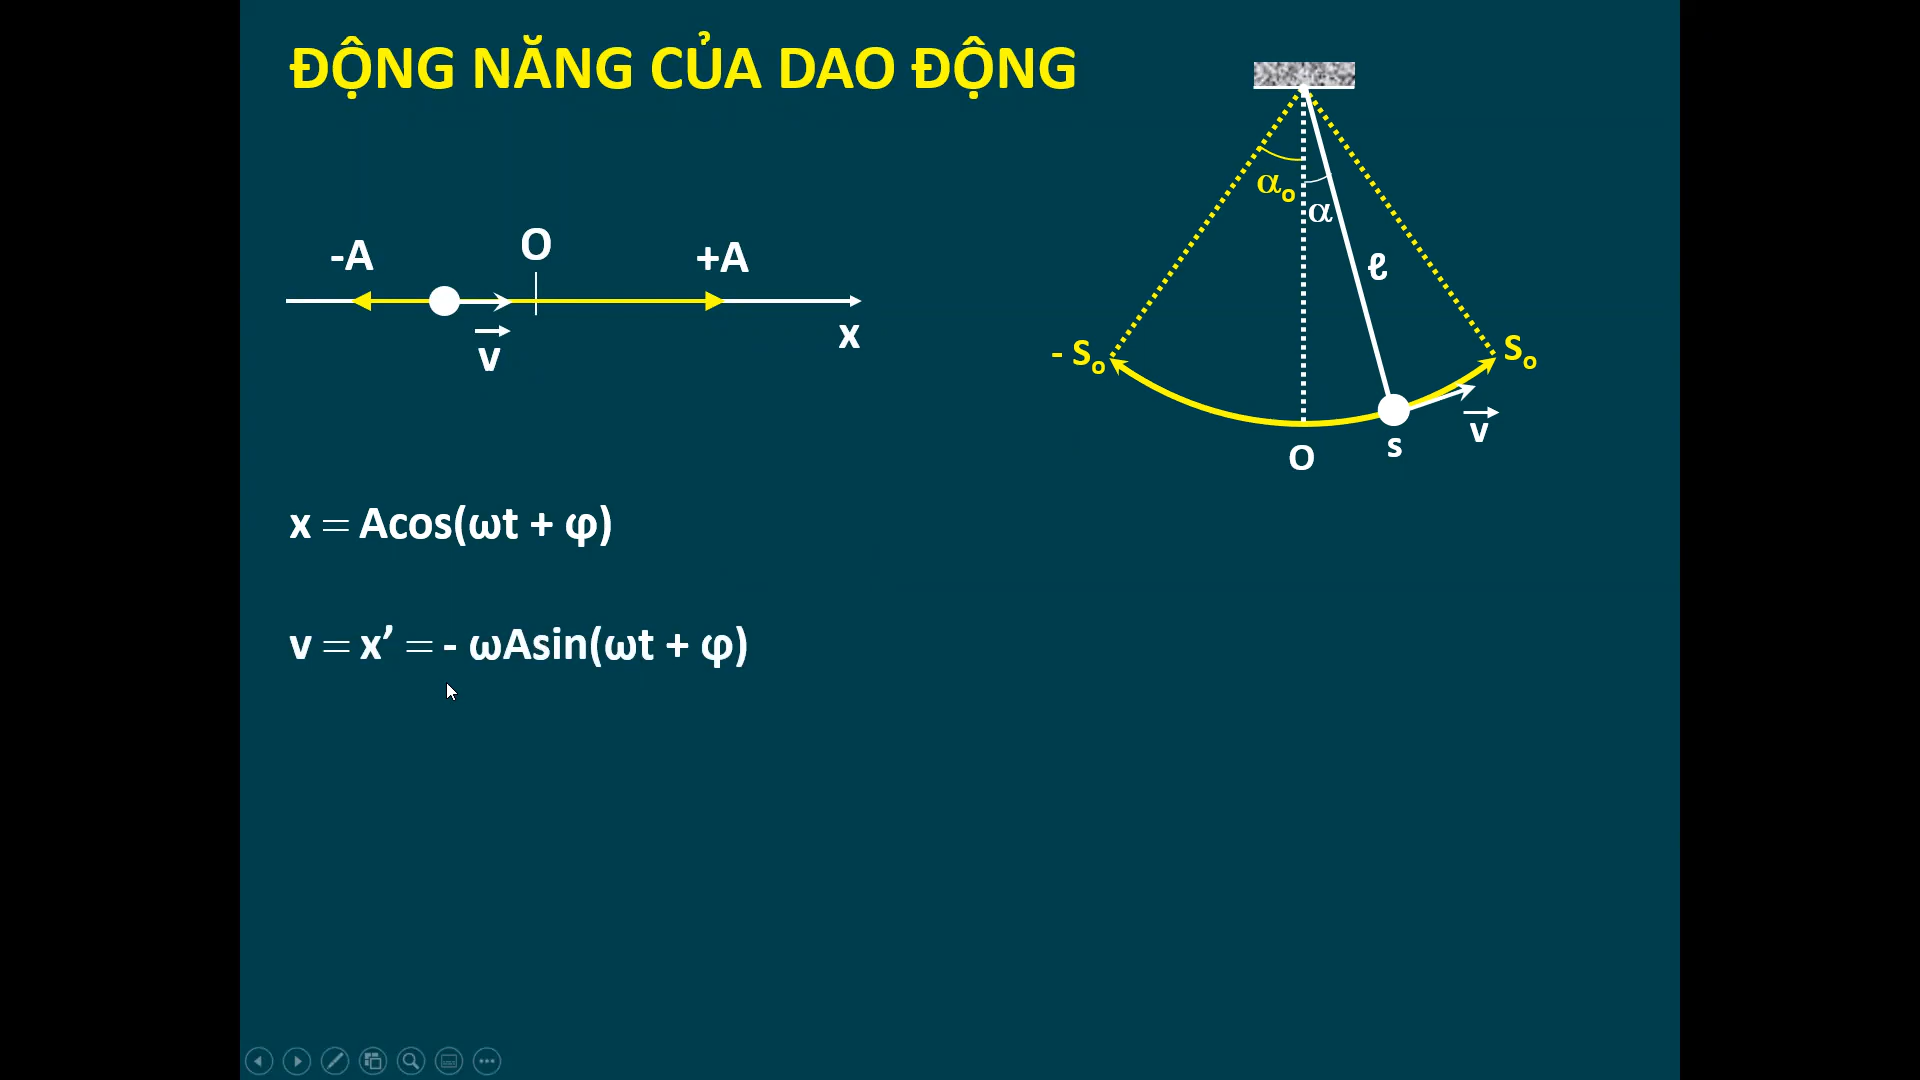 ĐỘNG NĂNG CỦA DAO ĐỘNG
-A
O
+A
v
x
αo
α
ℓ
- So
So
O
s
v
x = Acos(ωt + φ)
v = x’ = - ωAsin(ωt + φ)